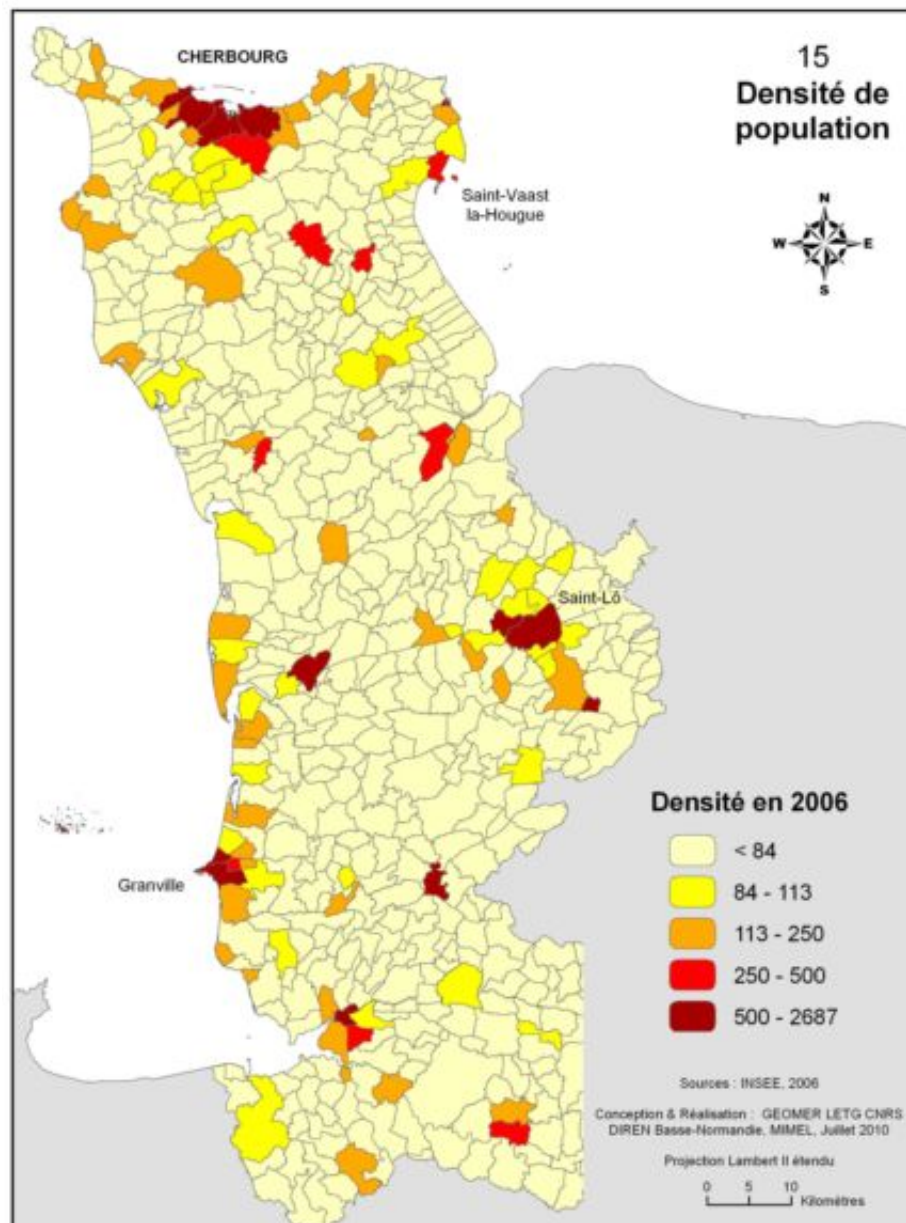 CHERBOURG
15
Densité de
population
Saint-Vaast
la-Hougue
N
W E
S
Saint-Lô
Densité en 2006
< 84
84 - 113
113 - 250
250 - 500
500 - 2687
Granville
Sources : INSEE, 2006
Conception & Réalisation : GEOMER LETG CNRS
DIREN Basse-Normandie, MIMEL, Juillet 2010
Projection Lambert II étendu
0 5 10
Kilomètres